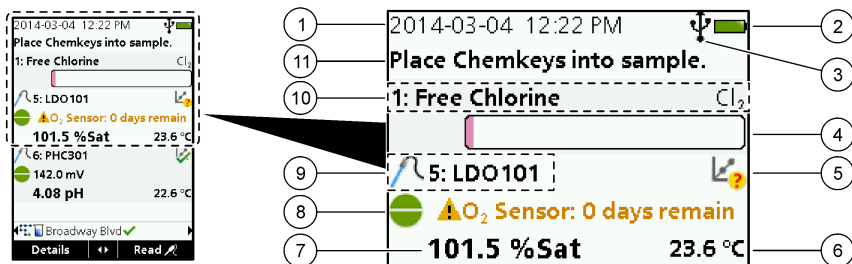 2014-03-04 12:22 PM
Place Chemkeys into sample.
1: Free Chlorine Cl₂
5: LDO101
O₂ Sensor: 0 days remain
101.5 %Sat 23.6 °C
6: PHC301
142.0 mV
4.08 pH 22.6 °C
Broadway Blvd
Details Read
1
2014-03-04 12:22 PM
2
3
11
Place Chemkeys into sample.
10
1: Free Chlorine Cl₂
4
9
5: LDO101
?
5
8
O₂ Sensor: 0 days remain
7
101.5 %Sat 23.6 °C
6